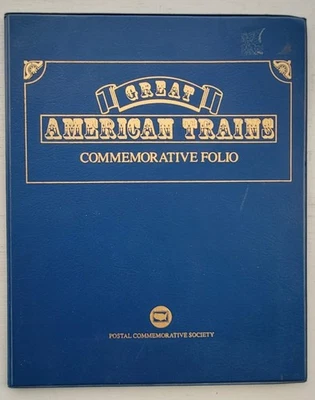 GREAT
AMERICAN TRAINS
COMMEMORATIVE FOLIO
POSTAL COMMEMORATIVE SOCIETY